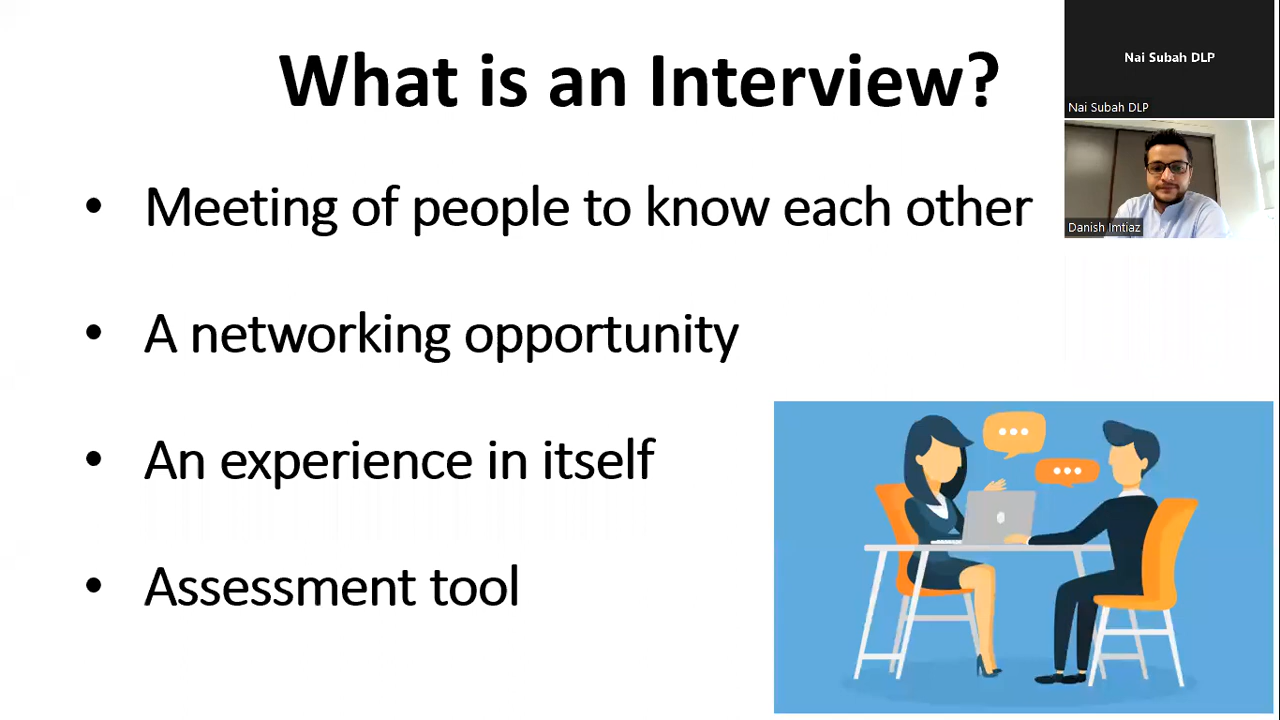 What is an Interview?
• Meeting of people to know each other
• A networking opportunity
• An experience in itself
• Assessment tool
Nai Subah DLP
Nai Subah DLP
Danish Imtiaz